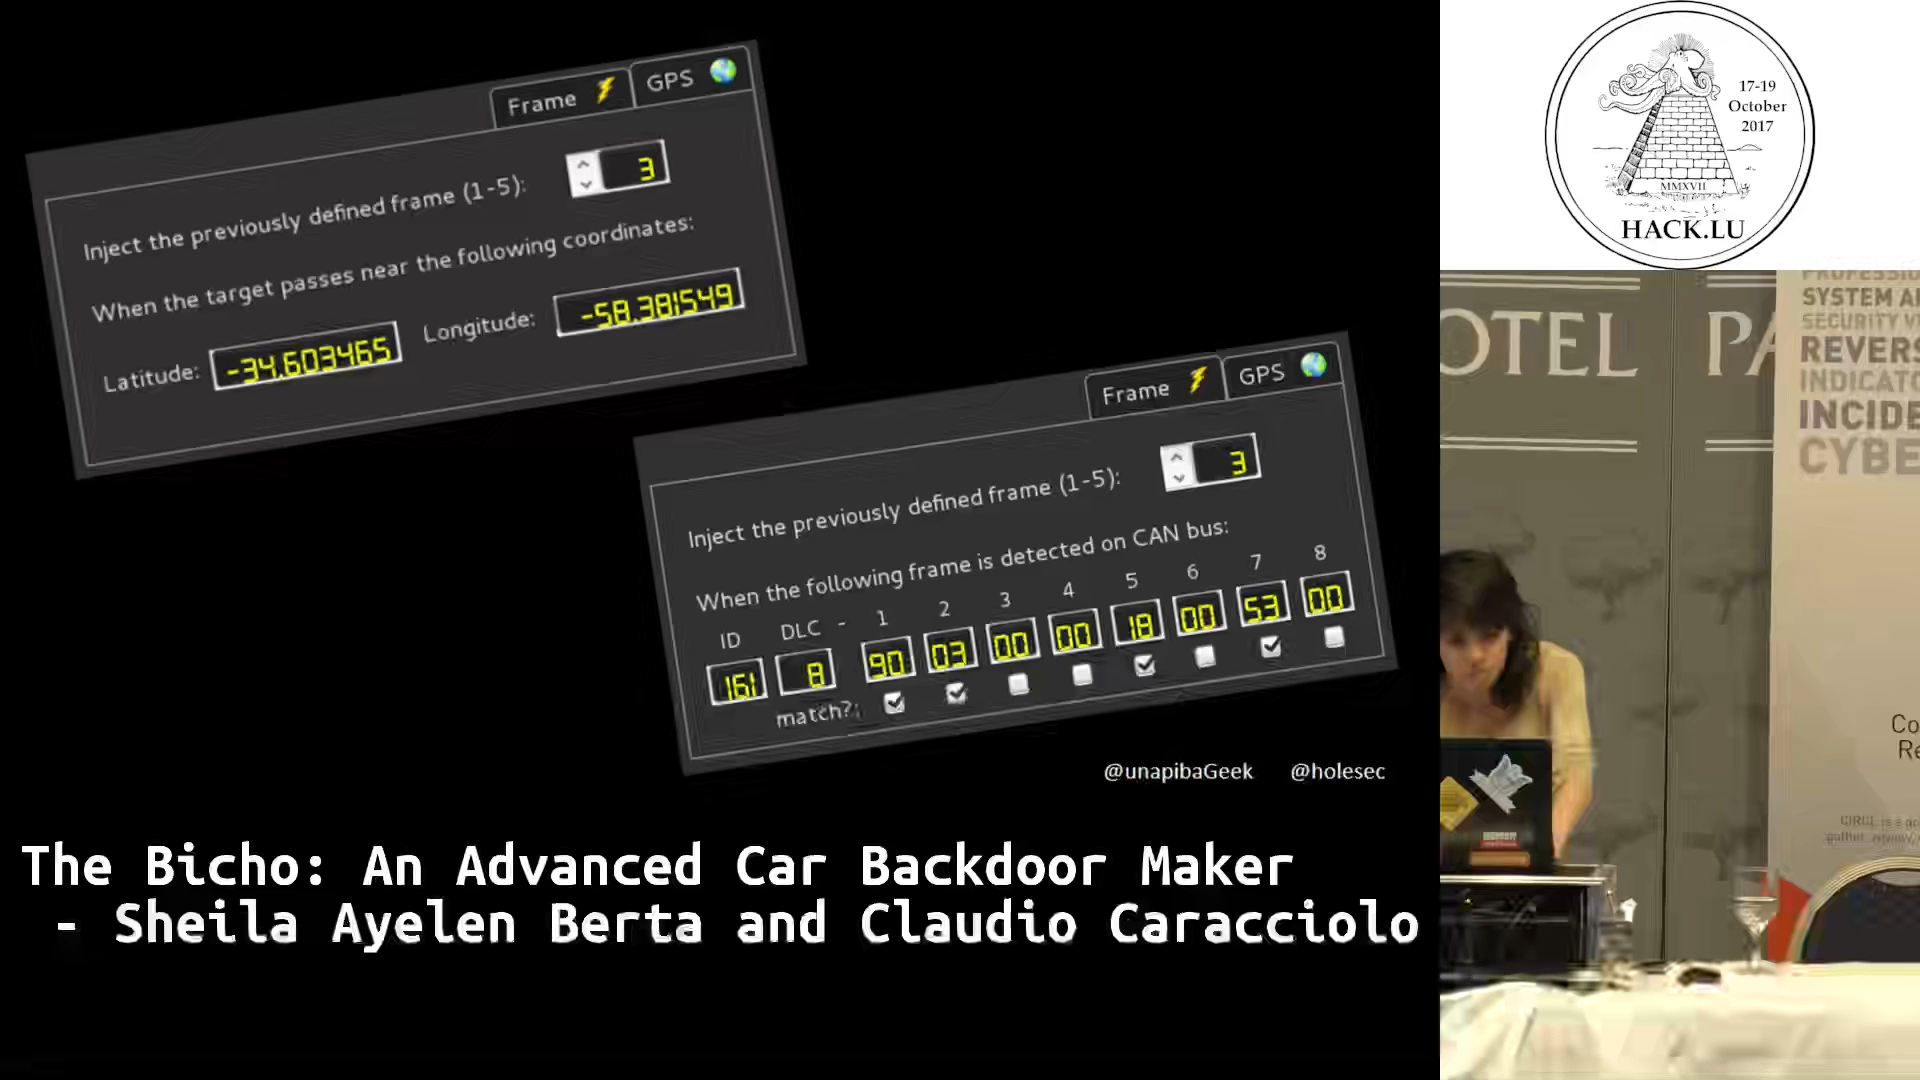 Frame
GPS
Inject the previously defined frame (1-5):
3
When the target passes near the following coordinates:
Latitude:
-34.603465
Longitude:
-58.381549
Frame
GPS
Inject the previously defined frame (1-5):
3
When the following frame is detected on CAN bus:
ID DLC - 1 2 3 4 5 6 7 8
161 8 90 03 00 00 18 00 53 00
match?:
@unapibaGeek @holesec
The Bicho: An Advanced Car Backdoor Maker
- Sheila Ayelen Berta and Claudio Caracciolo
17-19
October
2017
MMXVII
HACK.LU
OTEL PA
SYSTEM
SECURITY
REVERS
INDICATO
INCIDE
CYBE
Co
Re